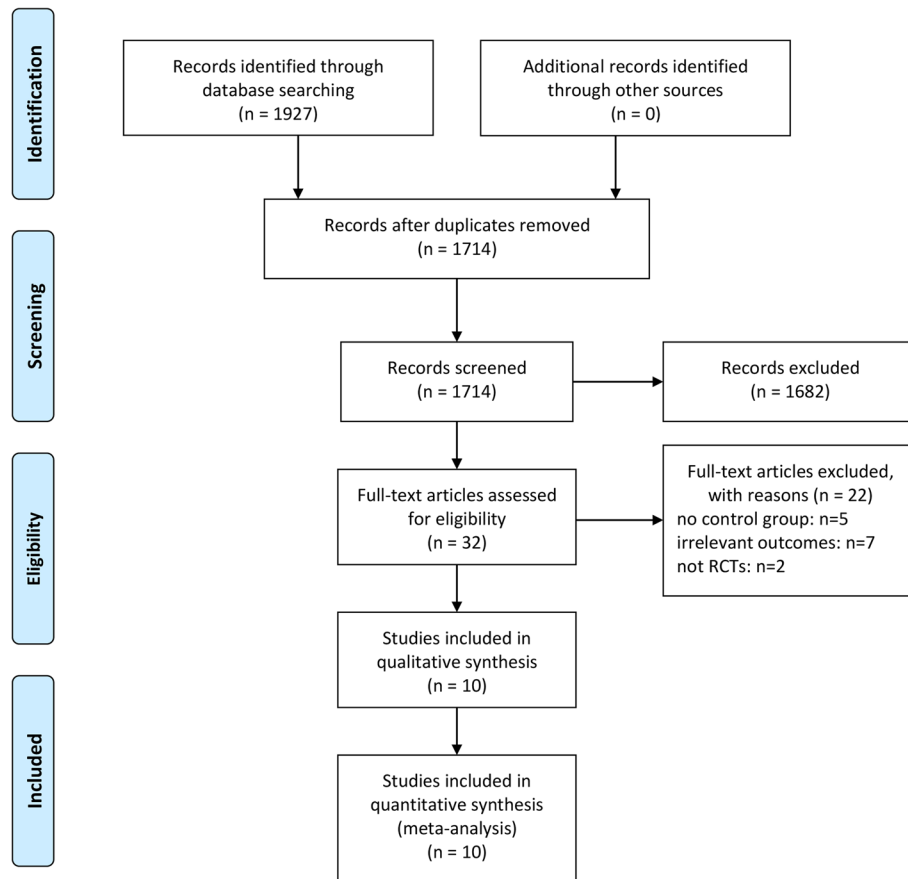 Identification
Records identified through
database searching
(n = 1927)
Additional records identified
through other sources
(n = 0)
Records after duplicates removed
(n = 1714)
Screening
Records screened
(n = 1714)
Records excluded
(n = 1682)
Eligibility
Full-text articles assessed
for eligibility
(n = 32)
Full-text articles excluded,
with reasons (n = 22)
no control group: n=5
irrelevant outcomes: n=7
not RCTs: n=2
Studies included in
qualitative synthesis
(n = 10)
Included
Studies included in
quantitative synthesis
(meta-analysis)
(n = 10)